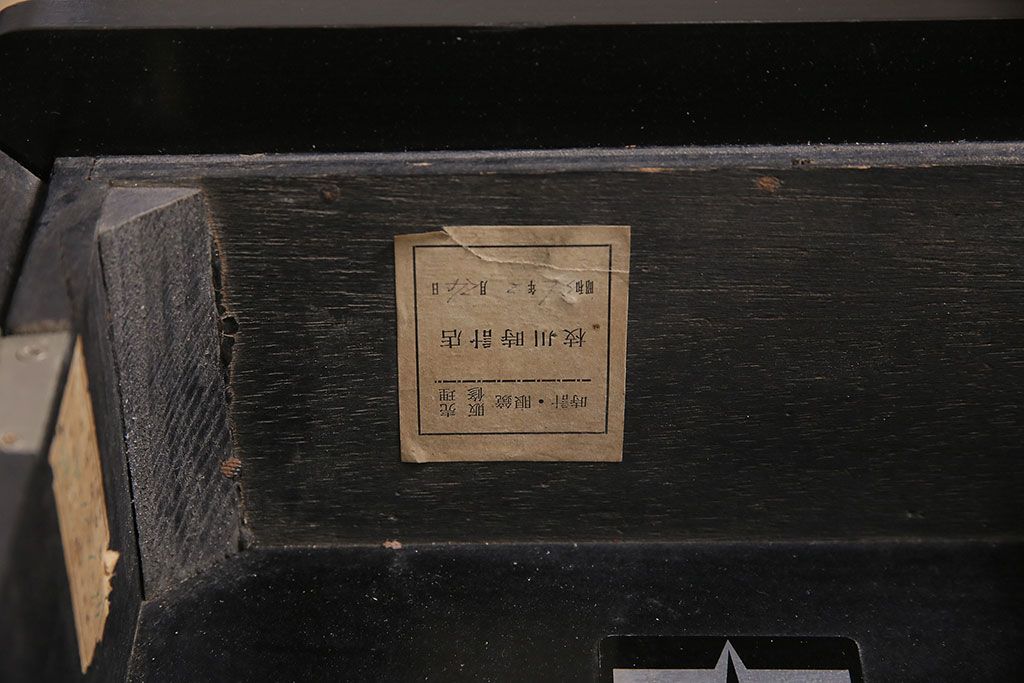 時計・眼鏡 販売
修理
枝川時計店
昭和 年 月 日